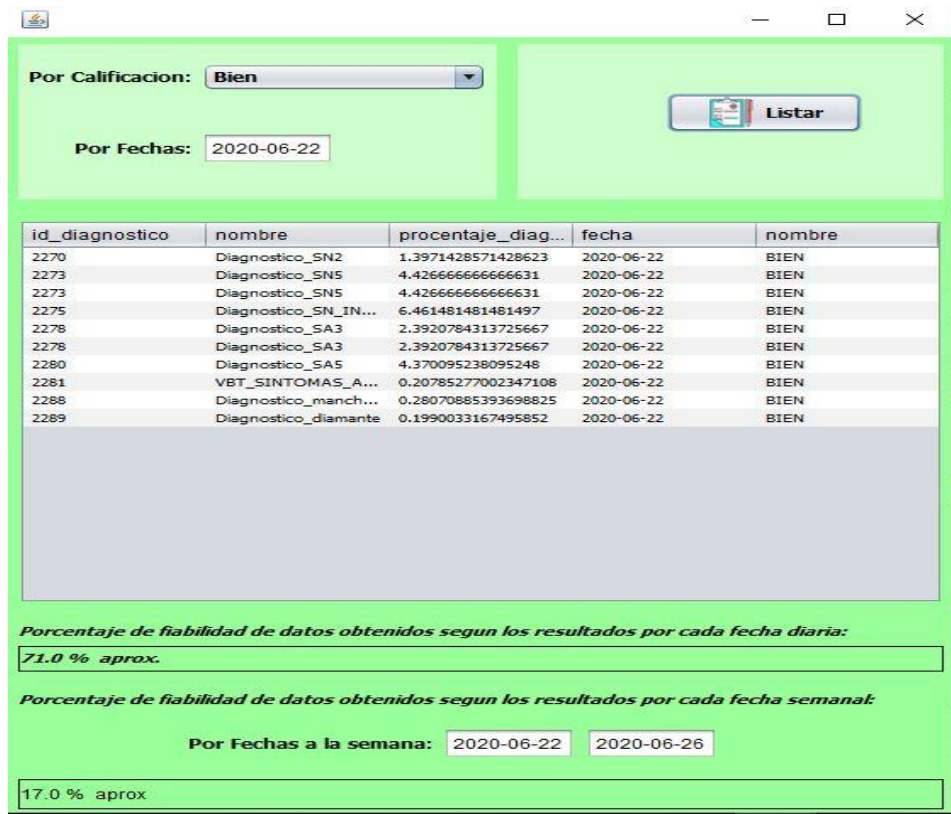 Por Calificacion: Bien
Listar
Por Fechas: 2020-06-22
id_diagnostico nombre procentaje_diag... fecha nombre
2270 Diagnostico_SN2 1.3971428571428623 2020-06-22 BIEN
2273 Diagnostico_SN5 4.426666666666631 2020-06-22 BIEN
2273 Diagnostico_SN5 4.426666666666631 2020-06-22 BIEN
2275 Diagnostico_SN_IN... 6.461481481481497 2020-06-22 BIEN
2278 Diagnostico_SA3 2.3920784313725667 2020-06-22 BIEN
2278 Diagnostico_SA3 2.3920784313725667 2020-06-22 BIEN
2280 Diagnostico_SA5 4.370095238095248 2020-06-22 BIEN
2281 VBT_SINTOMAS_A... 0.20785277002347108 2020-06-22 BIEN
2288 Diagnostico_manch... 0.28070885393698825 2020-06-22 BIEN
2289 Diagnostico_diamante 0.1990033167495852 2020-06-22 BIEN
Porcentaje de fiabilidad de datos obtenidos segun los resultados por cada fecha diaria:
71.0 % aprox.
Porcentaje de fiabilidad de datos obtenidos segun los resultados por cada fecha semanal:
Por Fechas a la semana: 2020-06-22 2020-06-26
17.0 % aprox